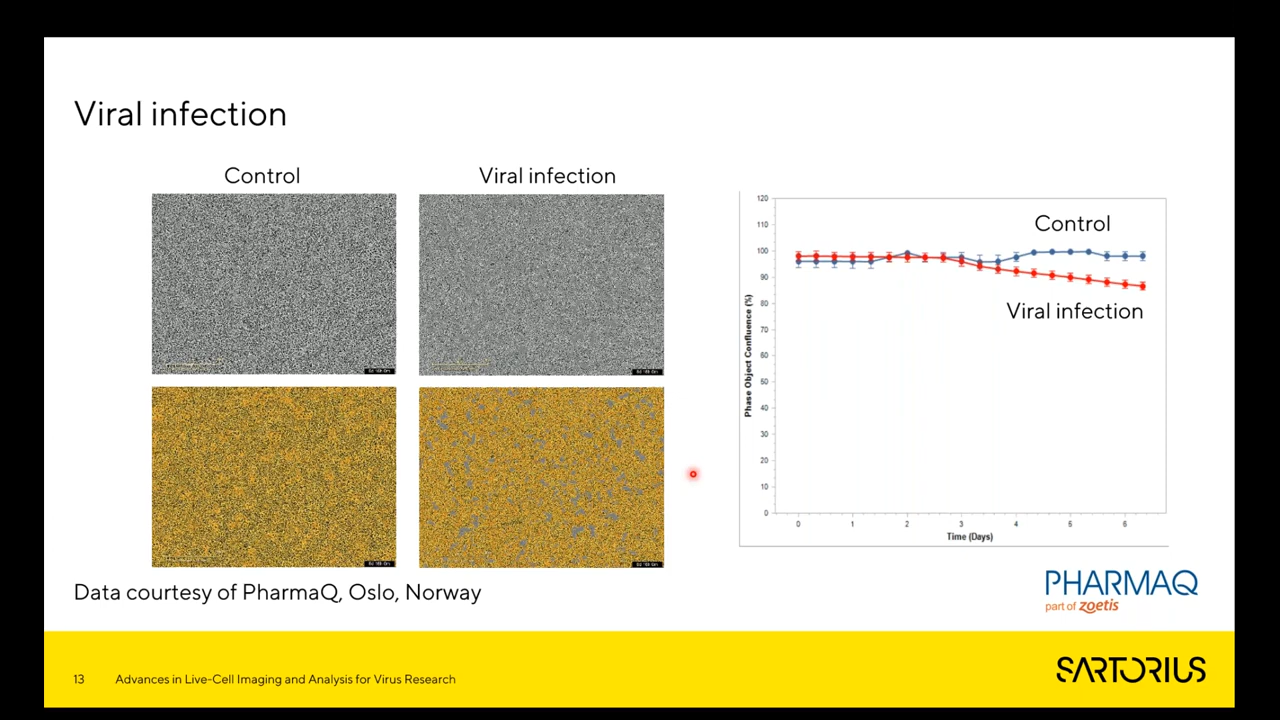 Viral infection
Control
Viral infection
120
110
100
90
80
70
60
50
40
30
20
10
0
Phase Object Confluence (%)
Control
Viral infection
0 1 2 3 4 5 6
Time (Days)
Data courtesy of PharmaQ, Oslo, Norway
PHARMAQ
part of zoetis
13 Advances in Live-Cell Imaging and Analysis for Virus Research
SARTORIUS